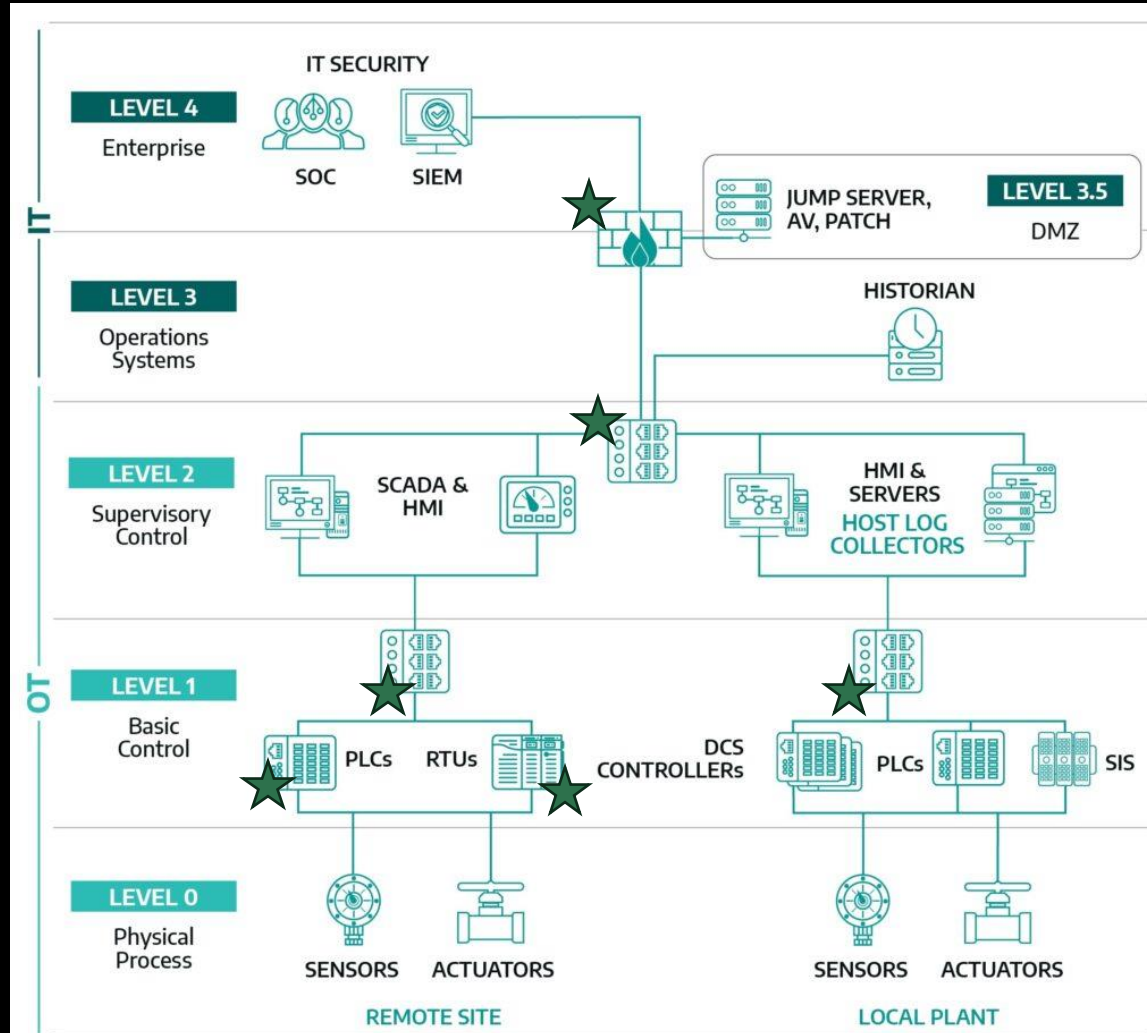 IT
OT
IT SECURITY
LEVEL 4
Enterprise
SOC
SIEM
JUMP SERVER,
AV, PATCH
LEVEL 3.5
DMZ
LEVEL 3
Operations
Systems
HISTORIAN
LEVEL 2
Supervisory
Control
SCADA &
HMI
HMI &
SERVERS
HOST LOG
COLLECTORS
LEVEL 1
Basic
Control
PLCs
RTUs
DCS
CONTROLLERs
PLCs
SIS
LEVEL 0
Physical
Process
SENSORS
ACTUATORS
SENSORS
ACTUATORS
REMOTE SITE
LOCAL PLANT